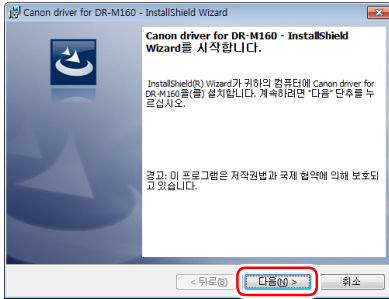 Canon driver for DR-M160 - InstallShield Wizard
Canon driver for DR-M160 - InstallShield
Wizard를 시작합니다.
InstallShield(R) Wizard가 귀하의 컴퓨터에 Canon driver for
DR-M160을(를) 설치합니다. 계속하려면 "다음" 단추를 누
르십시오.
경고: 이 프로그램은 저작권법과 국제 협약에 의해 보호되
고 있습니다.
< 뒤로(B)
다음(N) >
취소